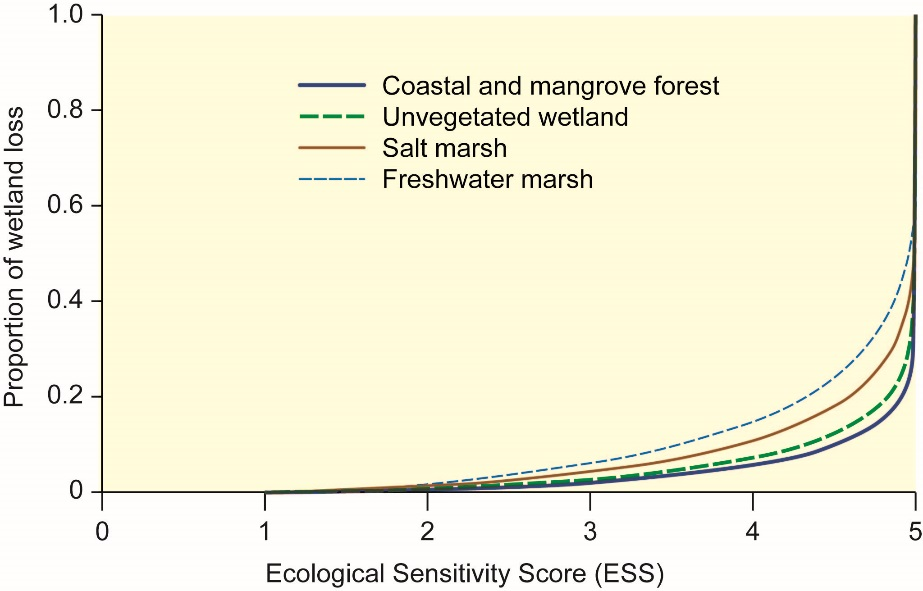 1.0
0.8
0.6
0.4
0.2
0
Proportion of wetland loss
Coastal and mangrove forest
Unvegetated wetland
Salt marsh
Freshwater marsh
0 1 2 3 4 5
Ecological Sensitivity Score (ESS)